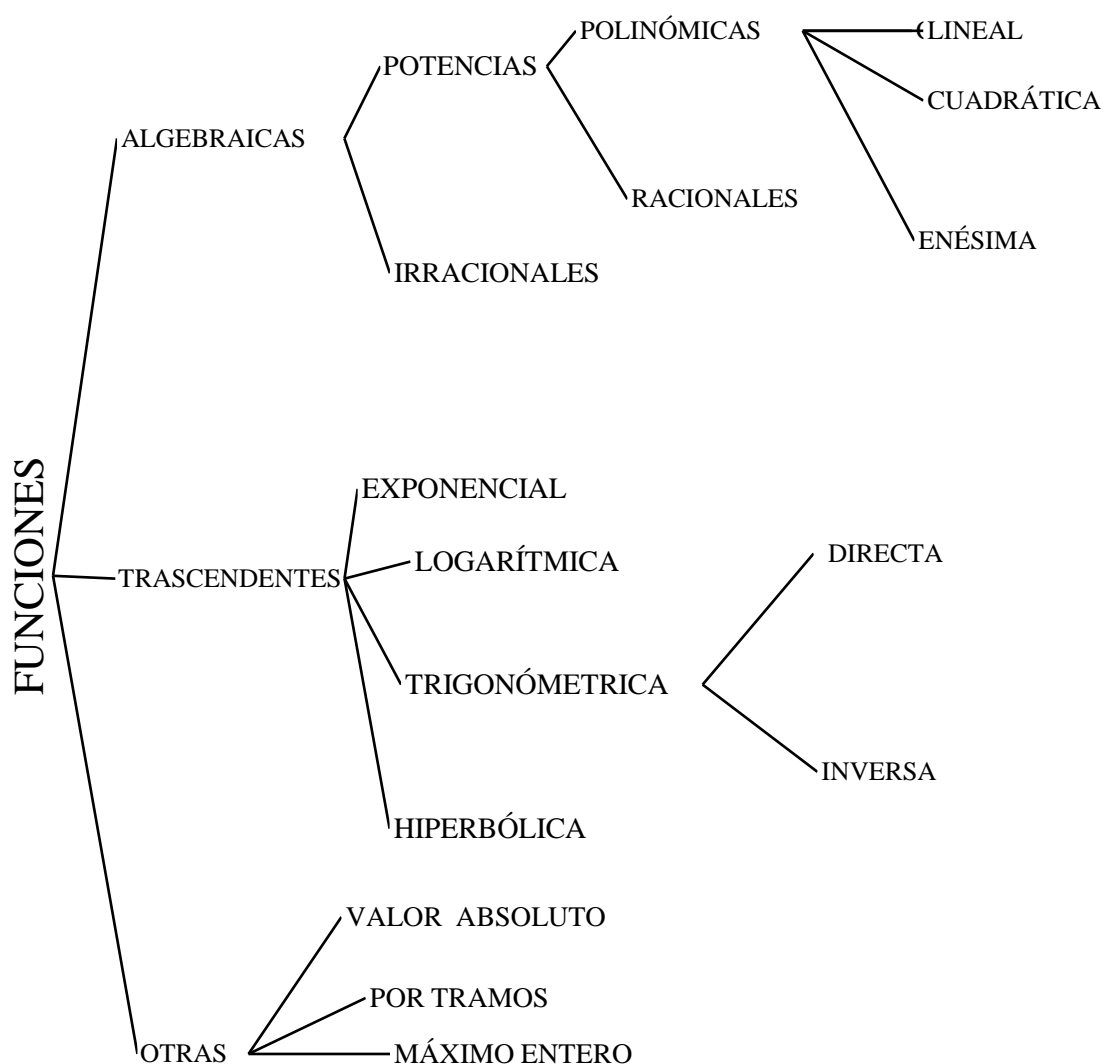 POLINÓMICAS
LINEAL
POTENCIAS
CUADRÁTICA
ALGEBRAICAS
RACIONALES
ENÉSIMA
IRRACIONALES
FUNCIONES
EXPONENCIAL
LOGARÍTMICA
DIRECTA
TRASCENDENTES
TRIGONÓMETRICA
INVERSA
HIPERBÓLICA
VALOR ABSOLUTO
POR TRAMOS
OTRAS
MÁXIMO ENTERO